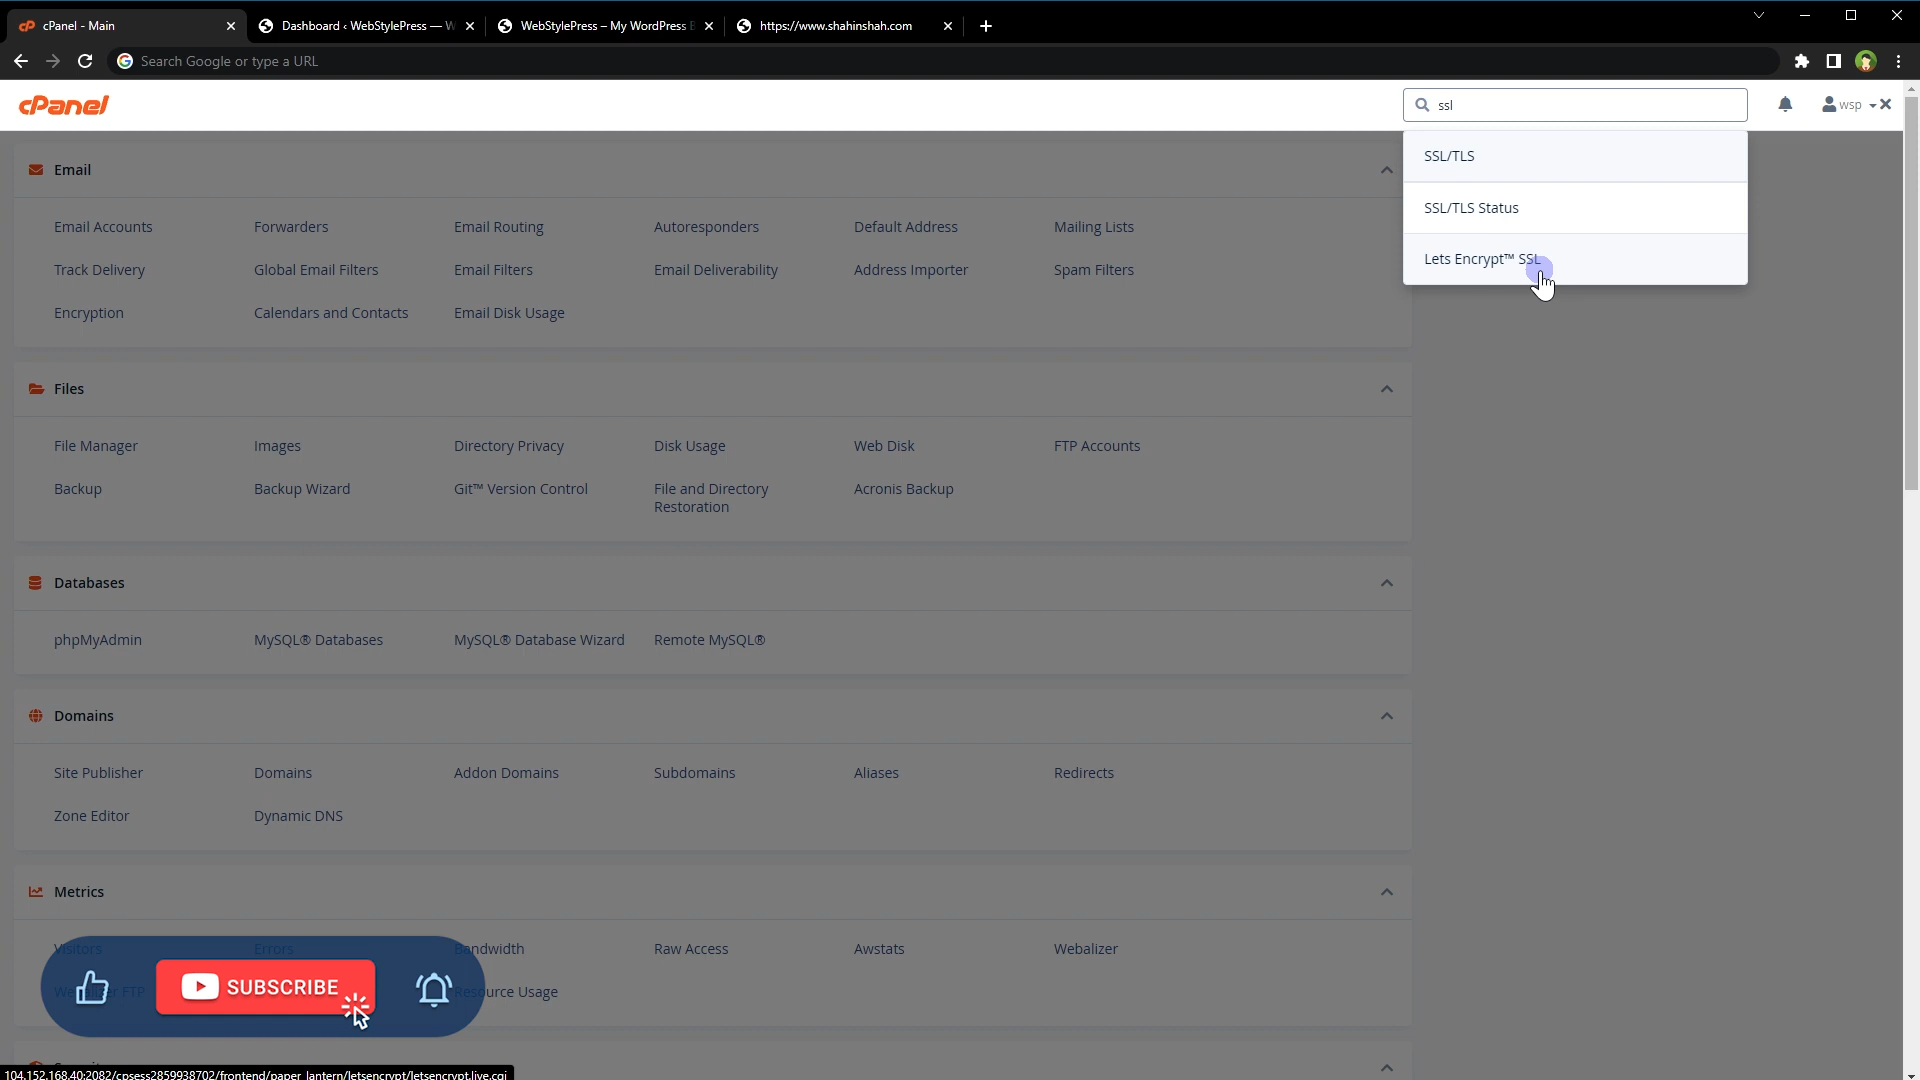 cPanel - Main
Dashboard ‹ WebStylePress — W
WebStylePress – My WordPress B
https://www.shahinshah.com
Search Google or type a URL
cPanel
ssl
wsp
SSL/TLS
SSL/TLS Status
Lets Encrypt™ SSL
Email
Email Accounts Forwarders Email Routing Autoresponders Default Address Mailing Lists
Track Delivery Global Email Filters Email Filters Email Deliverability Address Importer Spam Filters
Encryption Calendars and Contacts Email Disk Usage
Files
File Manager Images Directory Privacy Disk Usage Web Disk FTP Accounts
Backup Backup Wizard Git™ Version Control File and Directory Restoration Acronis Backup
Databases
phpMyAdmin MySQL® Databases MySQL® Database Wizard Remote MySQL®
Domains
Site Publisher Domains Addon Domains Subdomains Aliases Redirects
Zone Editor Dynamic DNS
Metrics
Visitors Errors Bandwidth Raw Access Awstats Webalizer
FTP Resource Usage
SUBSCRIBE
104.152.168.40:2082/cpsess2859938702/frontend/paper_lantern/letsencrypt/letsencrypt.live.cgi